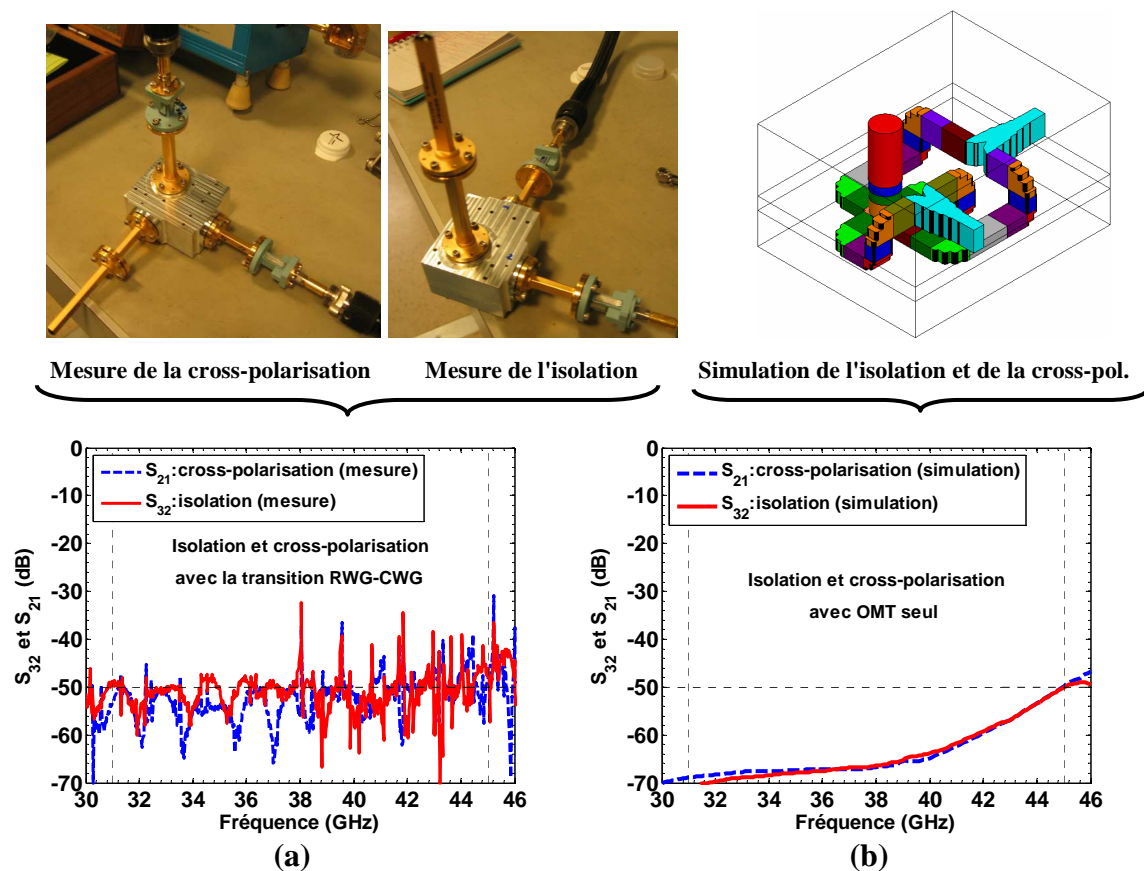 Mesure de la cross-polarisation
Mesure de l'isolation
Simulation de l'isolation et de la cross-pol.
S21:cross-polarisation (mesure)
S32:isolation (mesure)
Isolation et cross-polarisation
avec la transition RWG-CWG
S32 et S21 (dB)
0
-10
-20
-30
-40
-50
-60
-70
30 32 34 36 38 40 42 44 46
Fréquence (GHz)
(a)
S21:cross-polarisation (simulation)
S32:isolation (simulation)
Isolation et cross-polarisation
avec OMT seul
S32 et S21 (dB)
0
-10
-20
-30
-40
-50
-60
-70
30 32 34 36 38 40 42 44 46
Fréquence (GHz)
(b)